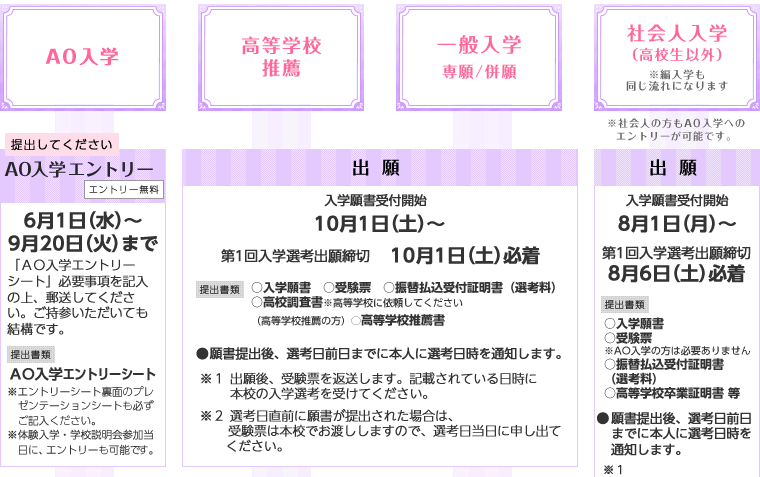 AO入学
高等学校
推薦
一般入学
専願/併願
社会人入学
(高校生以外)
※編入学も
同じ流れになります
※社会人の方もAO入学への
エントリーが可能です。
提出してください
AO入学エントリー
エントリー無料
6月1日(水)〜
9月20日(火)まで
「AO入学エントリー
シート」必要事項を記入
の上、郵送してくださ
い。ご持参いただいても
結構です。
提出書類
AO入学エントリーシート
※エントリーシート裏面のプレ
ゼンテーションシートも必ず
ご記入ください。
※体験入学・学校説明会参加当
日に、エントリーも可能です。
出 願
入学願書受付開始
10月1日(土)〜
第1回入学選考出願締切 10月1日(土)必着
提出書類 ○入学願書 ○受験票 ○振替払込受付証明書(選考料)
○高校調査書※高等学校に依頼してください
(高等学校推薦の方) ○高等学校推薦書
●願書提出後、選考日前日までに本人に選考日時を通知します。
※1 出願後、受験票を返送します。記載されている日時に
本校の入学選考を受けてください。
※2 選考日直前に願書が提出された場合は、
受験票は本校でお渡ししますので、選考日当日に申し出て
ください。
出 願
入学願書受付開始
8月1日(月)〜
第1回入学選考出願締切
8月6日(土)必着
提出書類
○入学願書
○受験票
※AO入学の方は必要ありません
○振替払込受付証明書
(選考料)
○高等学校卒業証明書 等
●願書提出後、選考日前日
までに本人に選考日時を
通知します。
※1